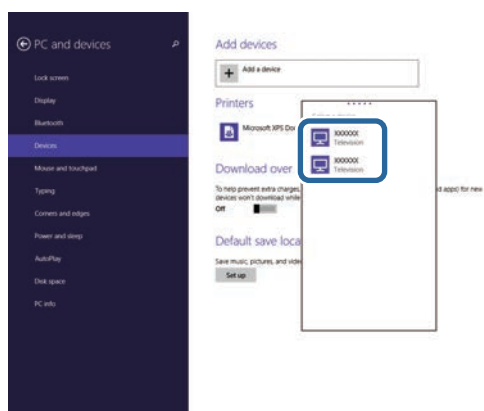 PC and devices
Lock screen
Display
Bluetooth
Devices
Mouse and touchpad
Typing
Corners and edges
Power and sleep
AutoPlay
Disk space
PC info
Add devices
Add a device
Printers
Microsoft XPS Doc
Download over
To help prevent extra charges,
d apps) for new
devices won't download while
Off
Default save loca
Save music, pictures, and vide
Set up
XXXXXX
Television
XXXXXX
Television